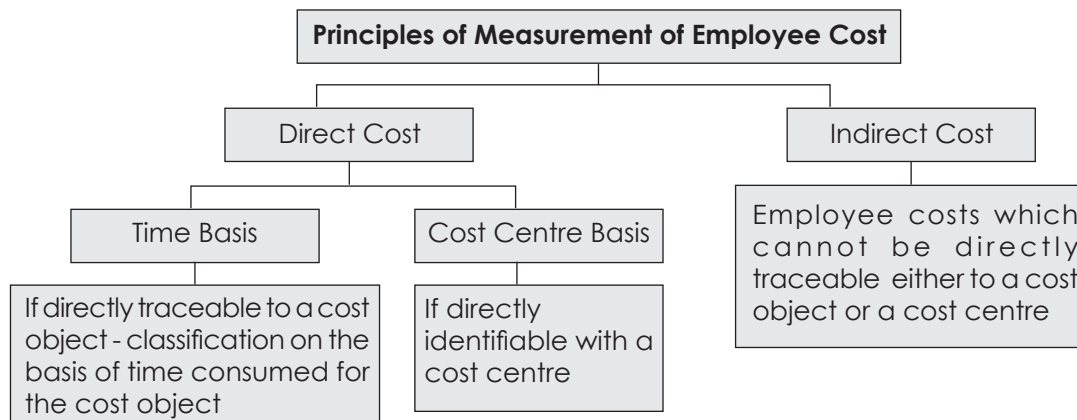 Principles of Measurement of Employee Cost
Direct Cost
Indirect Cost
Time Basis
Cost Centre Basis
If directly traceable to a cost
object - classification on the
basis of time consumed for
the cost object
If directly
identifiable with a
cost centre
Employee costs which
cannot be directly
traceable either to a cost
object or a cost centre